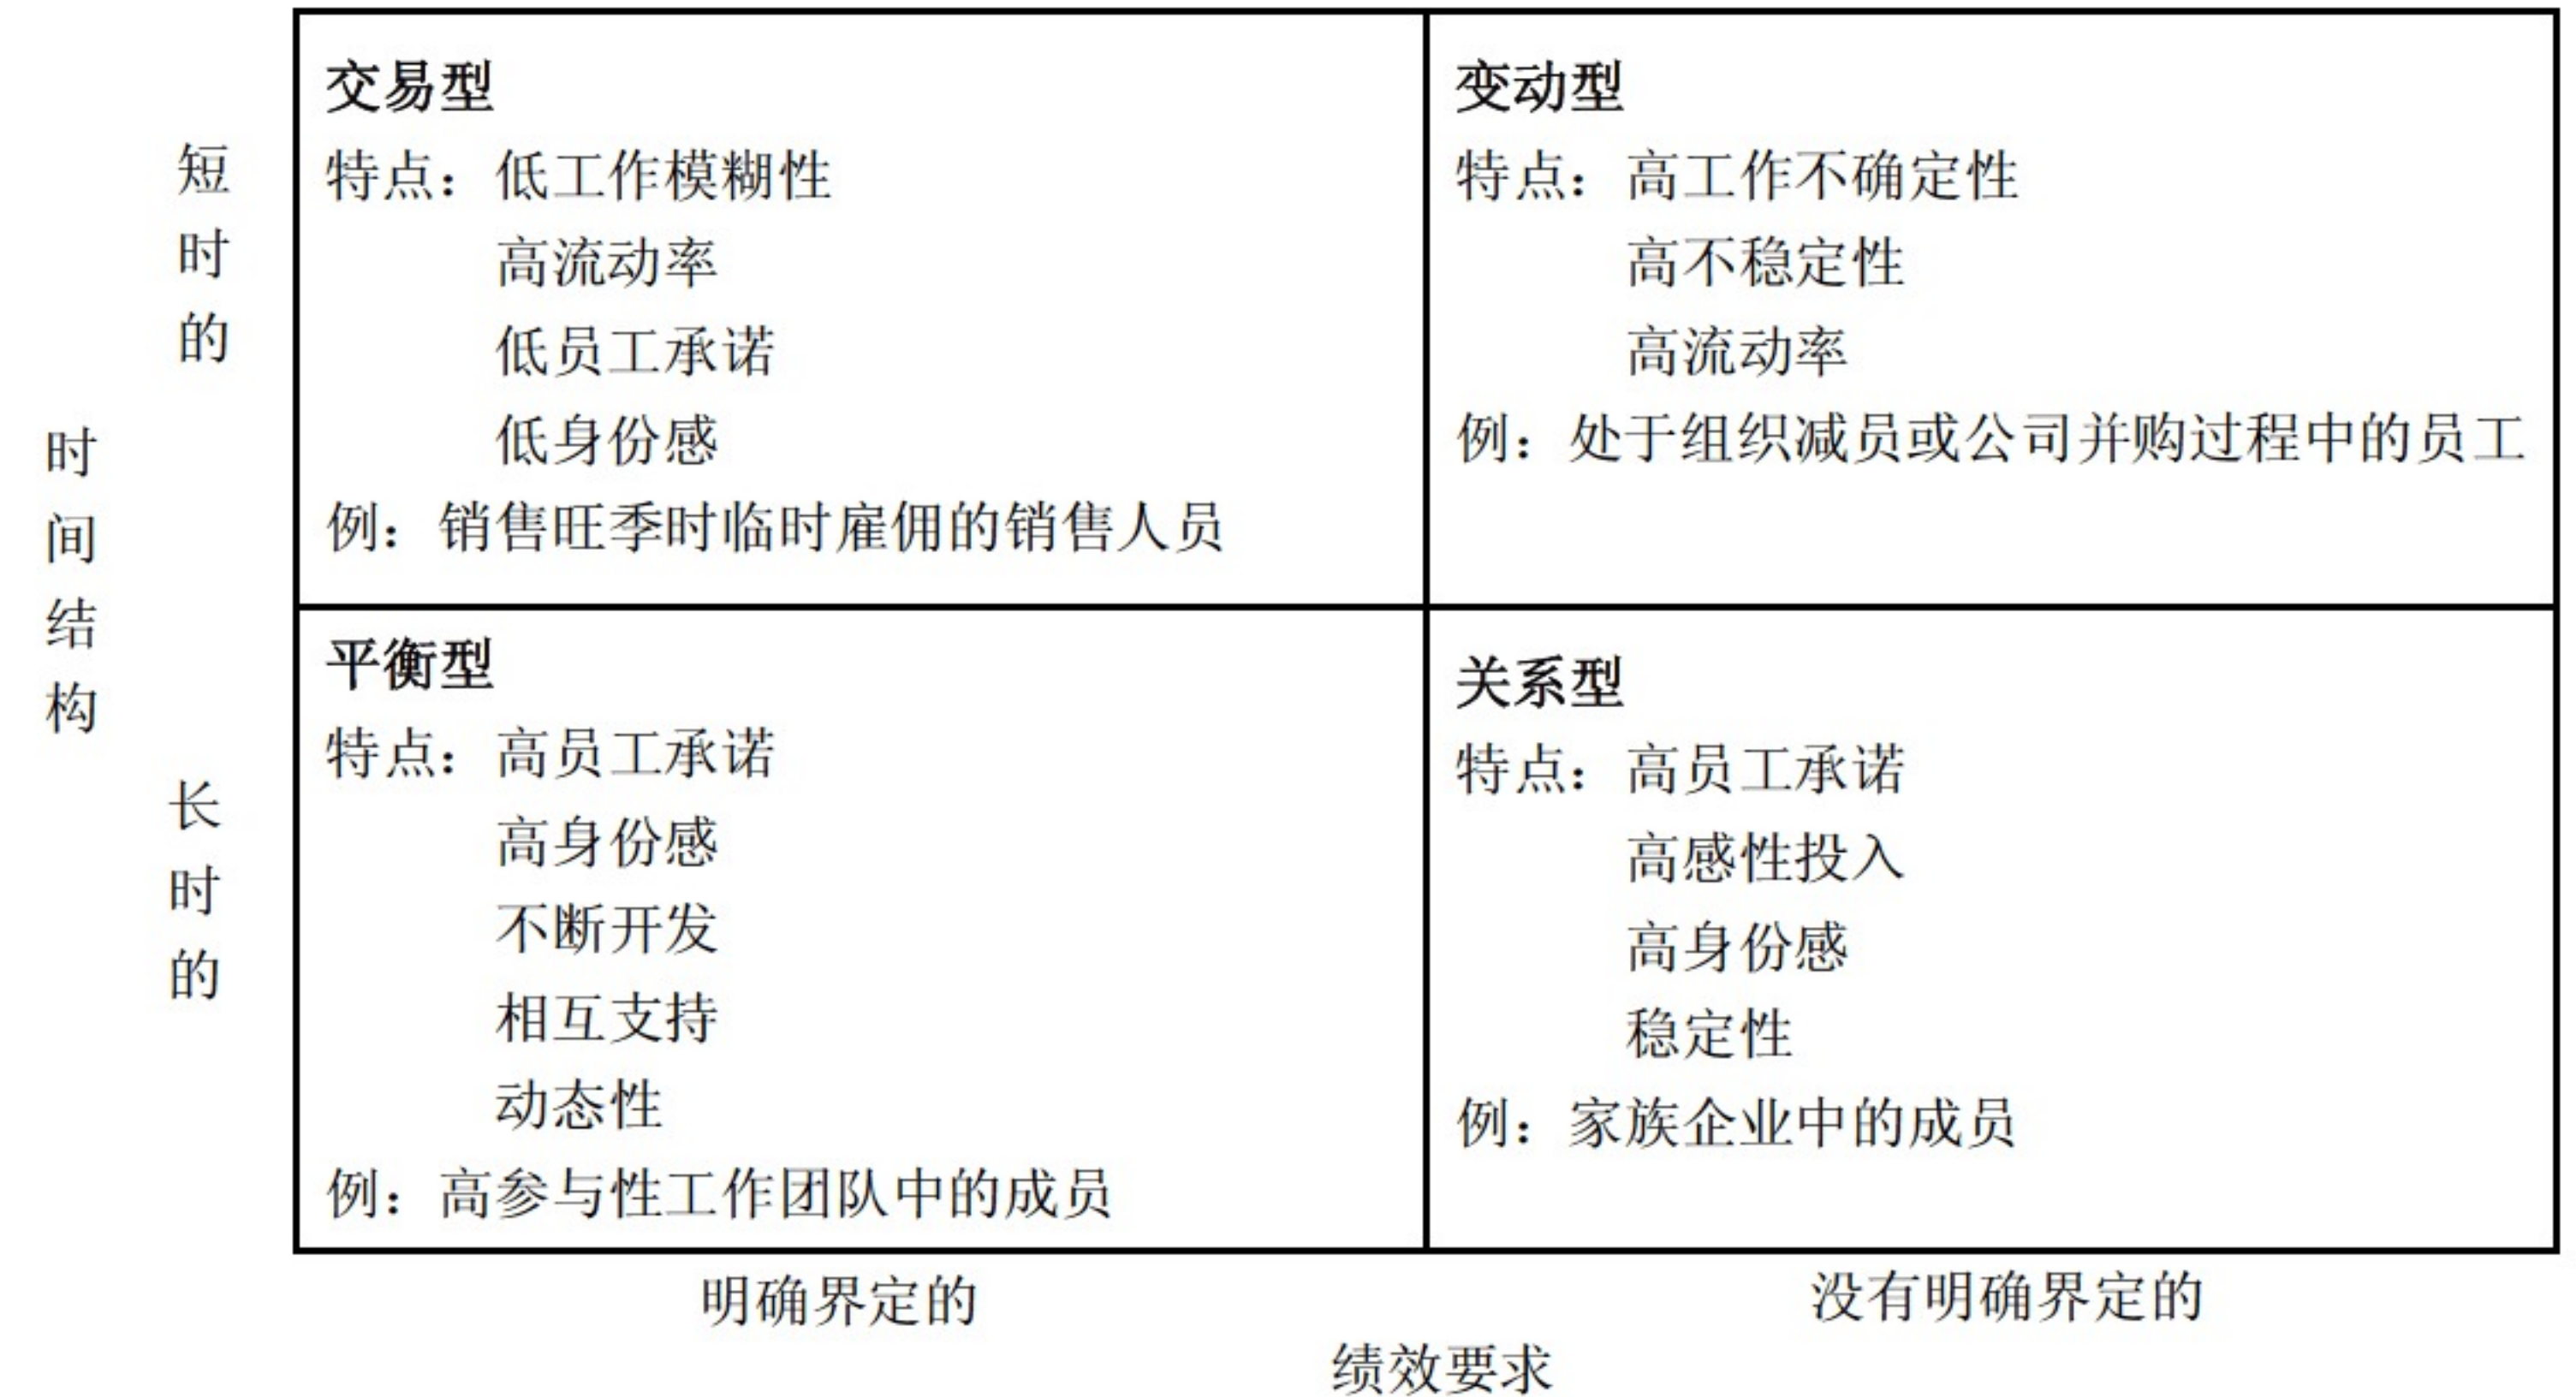 时间结构
短时的
交易型
特点：低工作模糊性
高流动率
低员工承诺
低身份感
例：销售旺季时临时雇佣的销售人员
变动型
特点：高工作不确定性
高不稳定性
高流动率
例：处于组织减员或公司并购过程中的员工
长时的
平衡型
特点：高员工承诺
高身份感
不断开发
相互支持
动态性
例：高参与性工作团队中的成员
关系型
特点：高员工承诺
高感性投入
高身份感
稳定性
例：家族企业中的成员
明确界定的
没有明确界定的
绩效要求